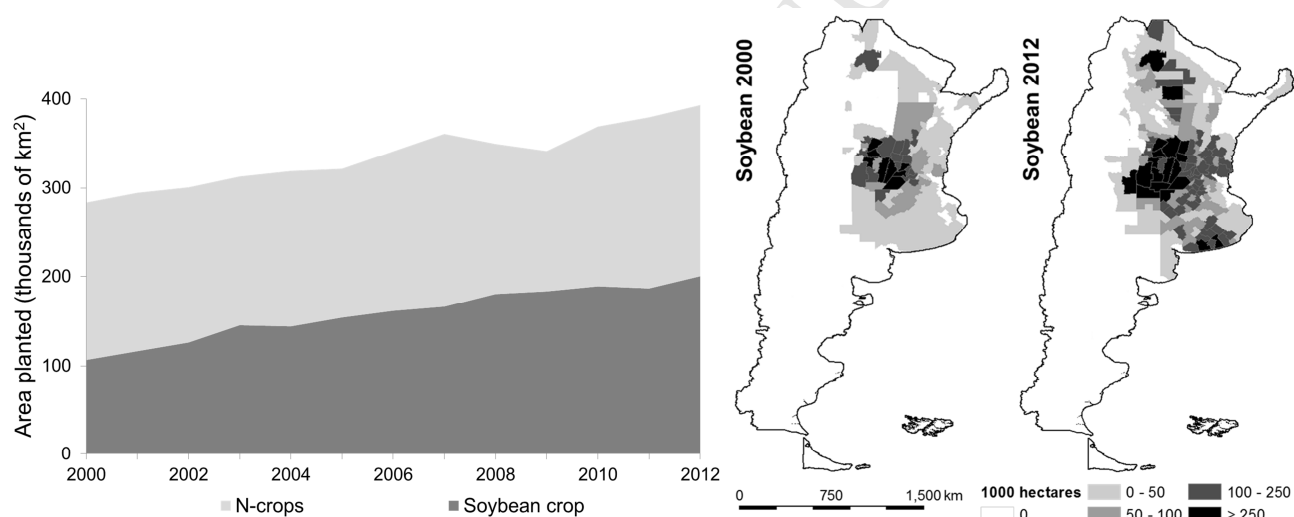 Area planted (thousands of km²)
400
300
200
100
0
2000 2002 2004 2006 2008 2010 2012
N-crops Soybean crop
Soybean 2000
Soybean 2012
0 750 1,500 km
1000 hectares
0
0 - 50
50 - 100
100 - 250
> 250